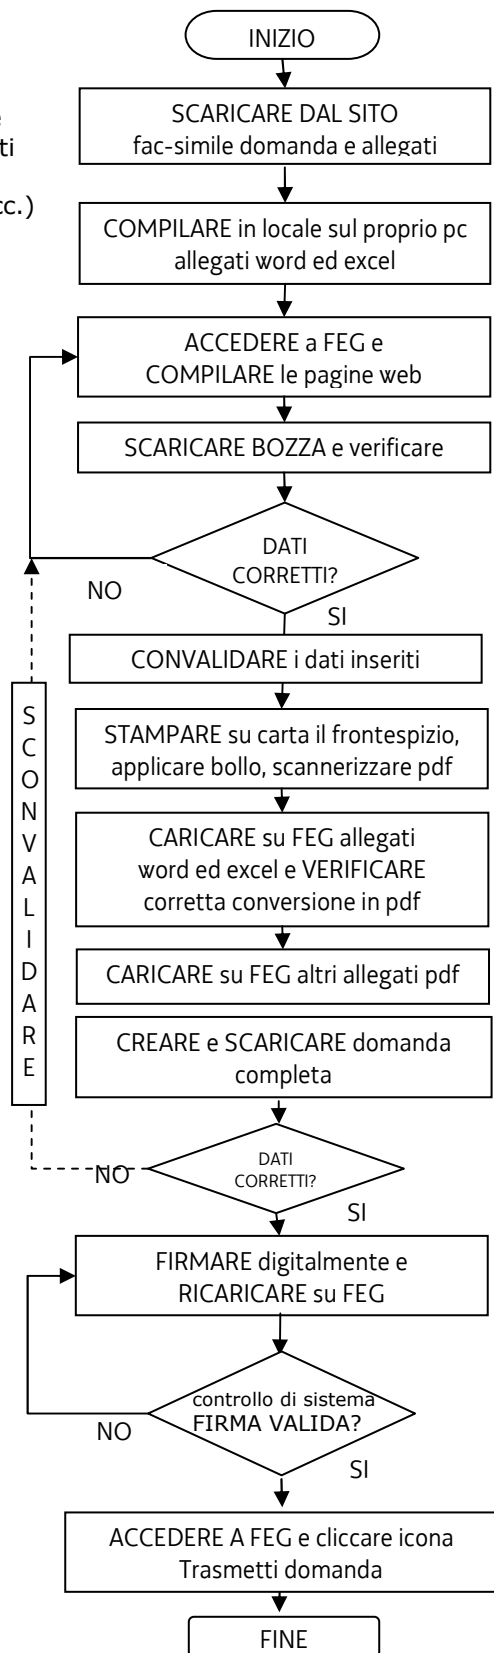 INIZIO
SCARICARE DAL SITO
fac-simile domanda e allegati
ti
cc.)
COMPILARE in locale sul proprio pc
allegati word ed excel
ACCEDERE a FEG e
COMPILARE le pagine web
SCARICARE BOZZA e verificare
DATI
CORRETTI?
NO
SI
CONVALIDARE i dati inseriti
S
C
O
N
V
A
L
I
D
A
R
E
STAMPARE su carta il frontespizio,
applicare bollo, scannerizzare pdf
CARICARE su FEG allegati
word ed excel e VERIFICARE
corretta conversione in pdf
CARICARE su FEG altri allegati pdf
CREARE e SCARICARE domanda
completa
DATI
CORRETTI?
NO
SI
FIRMARE digitalmente e
RICARICARE su FEG
controllo di sistema
FIRMA VALIDA?
NO
SI
ACCEDERE A FEG e cliccare icona
Trasmetti domanda
FINE